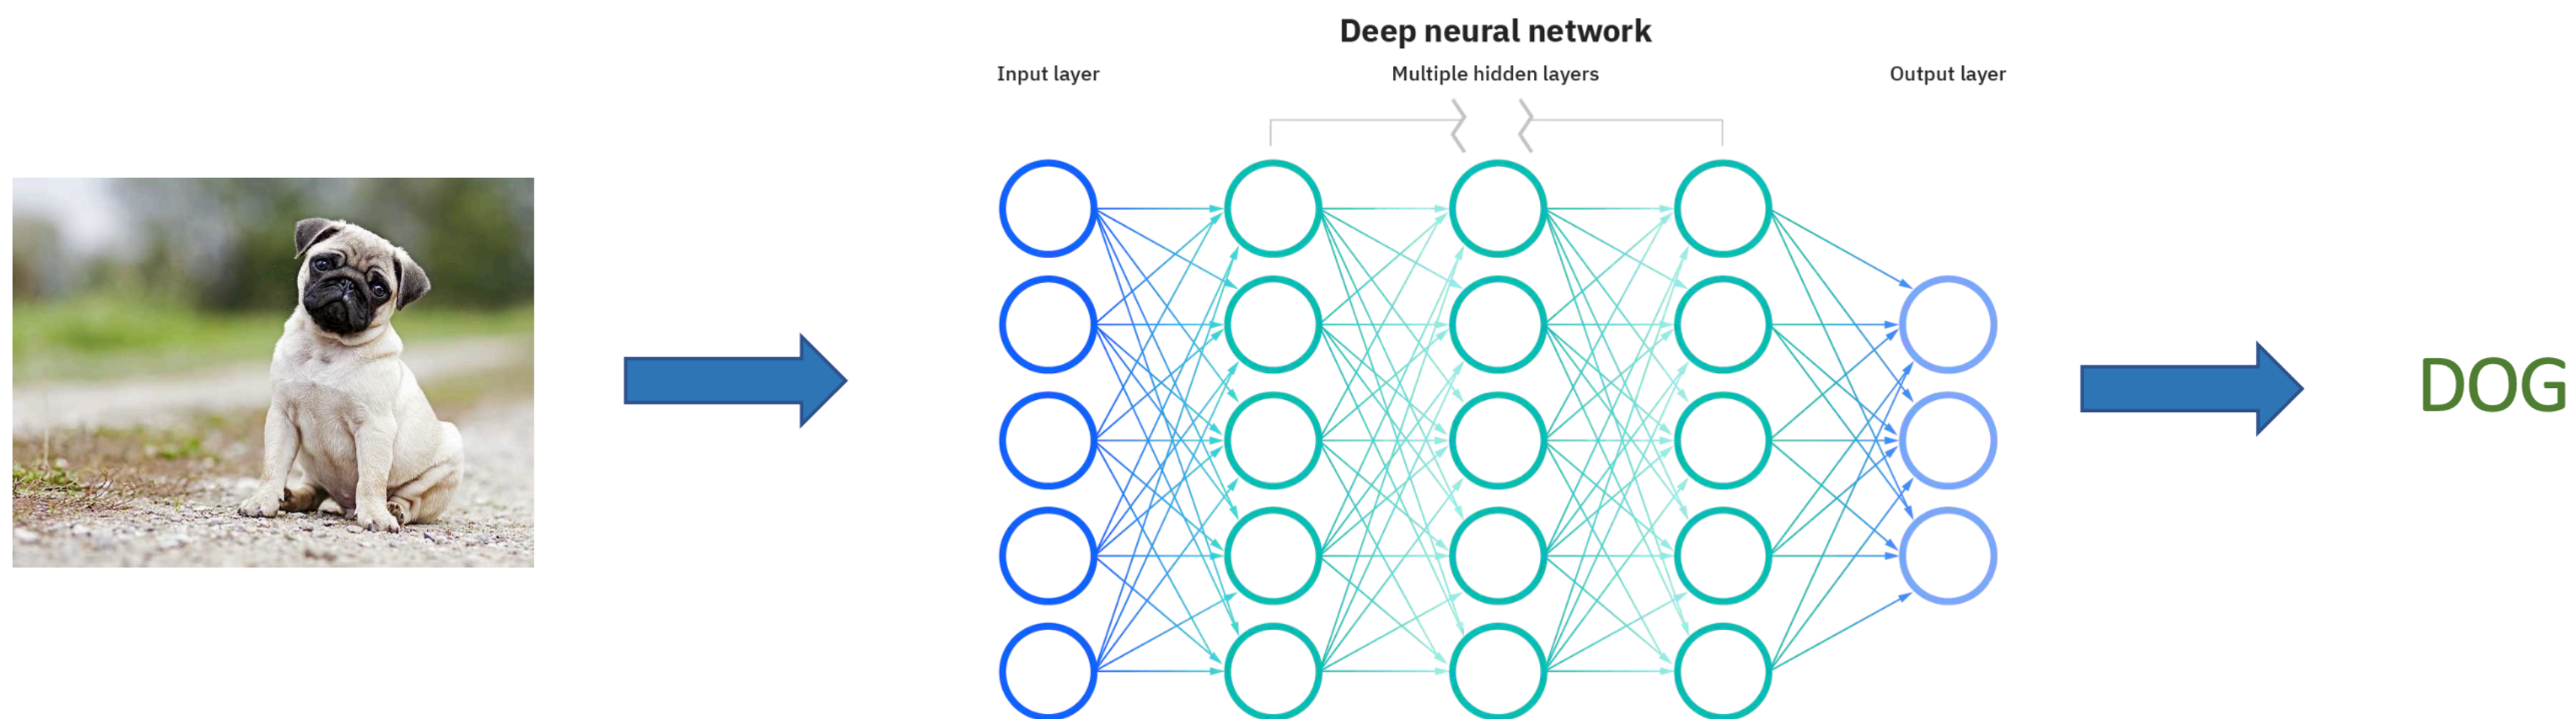 Deep neural network
Input layer
Multiple hidden layers
Output layer
DOG